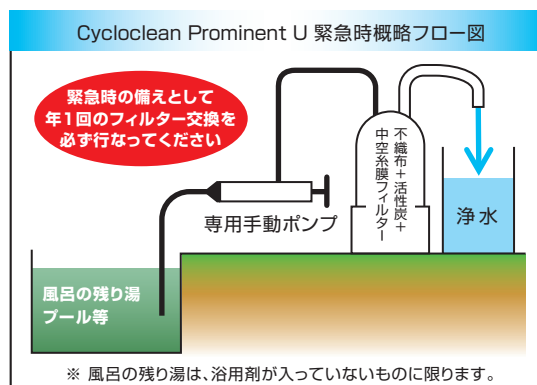 Cycloclean Prominent U 緊急時概略フロー図
緊急時の備えとして
年1回のフィルター交換を
必ず行なってください
専用手動ポンプ
不織布＋活性炭＋
中空糸膜フィルター
浄水
風呂の残り湯
プール等
※ 風呂の残り湯は、浴用剤が入っていないものに限ります。